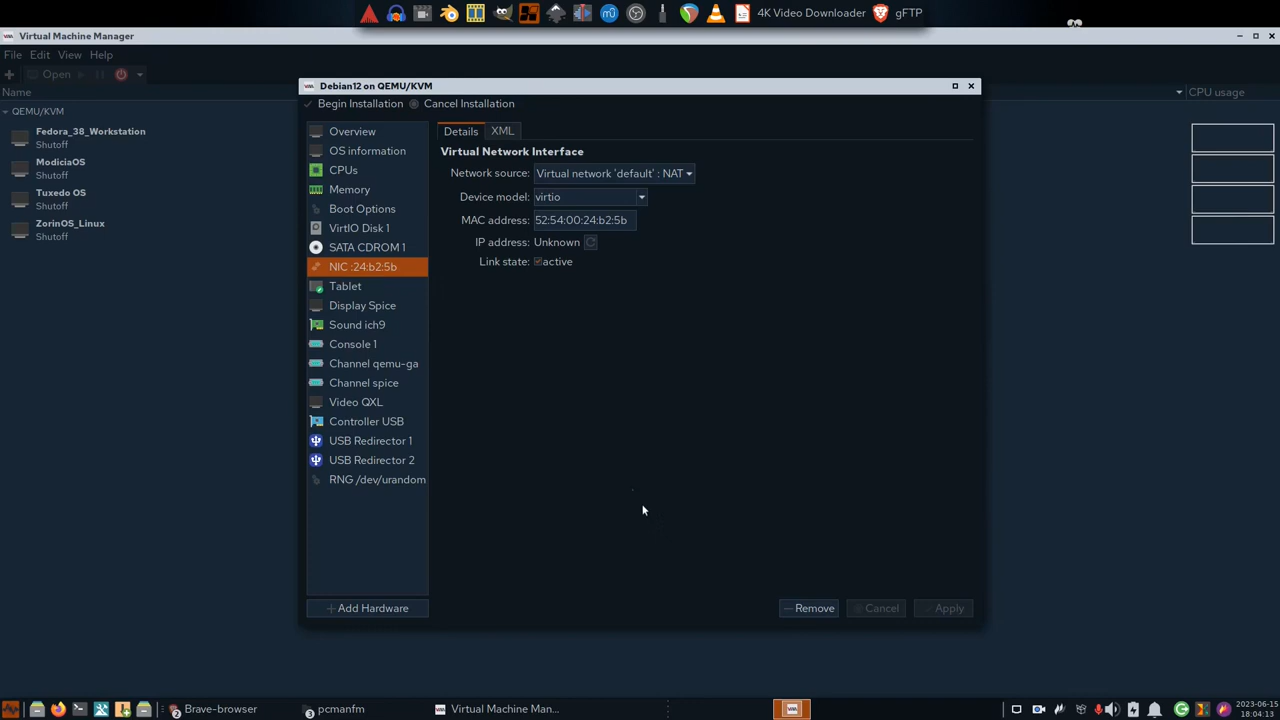 4K Video Downloader
gFTP
Virtual Machine Manager
File Edit View Help
Open
Name
CPU usage
QEMU/KVM
Fedora_38_Workstation
Shutoff
ModiciaOS
Shutoff
Tuxedo OS
Shutoff
ZorinOS_Linux
Shutoff
Debian12 on QEMU/KVM
Begin Installation Cancel Installation
Overview
OS information
CPUs
Memory
Boot Options
VirtIO Disk 1
SATA CDROM 1
NIC :24:b2:5b
Tablet
Display Spice
Sound ich9
Console 1
Channel qemu-ga
Channel spice
Video QXL
Controller USB
USB Redirector 1
USB Redirector 2
RNG /dev/urandom
Add Hardware
Details XML
Virtual Network Interface
Network source: Virtual network 'default' : NAT
Device model: virtio
MAC address: 52:54:00:24:b2:5b
IP address: Unknown
Link state: active
Remove Cancel Apply
2 Brave-browser
3 pcmanfm
Virtual Machine Man...
2023-06-15
18:04:13